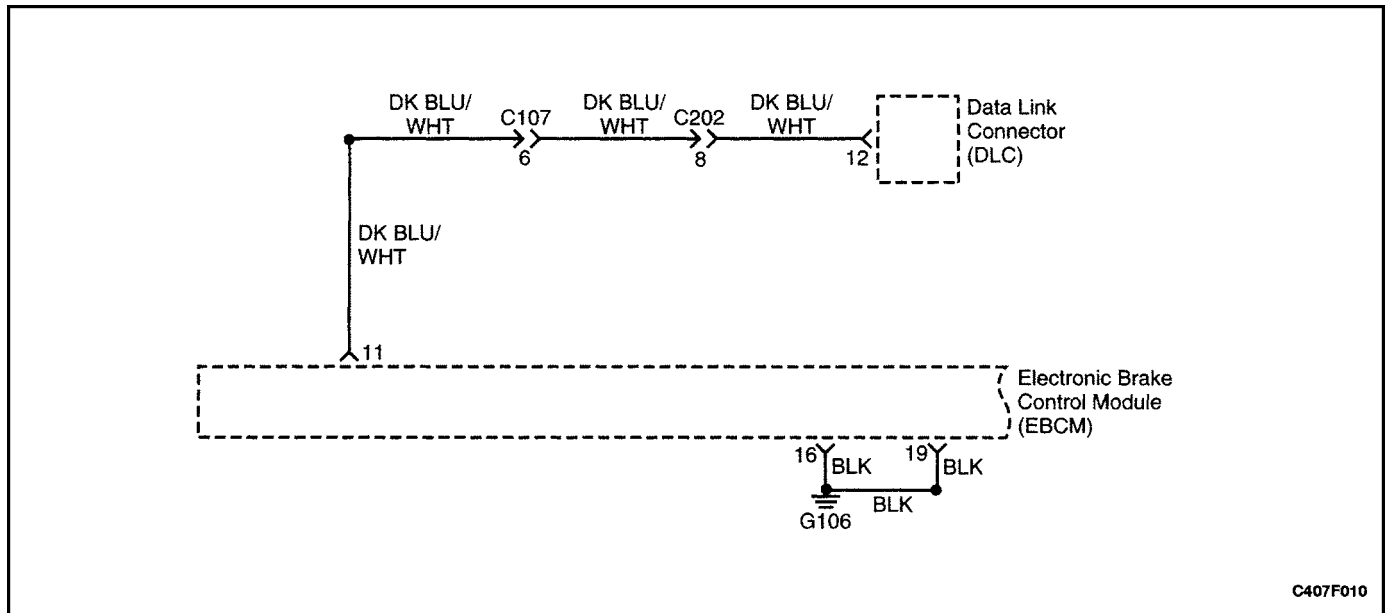 DK BLU/
WHT
C107
6
DK BLU/
WHT
C202
8
DK BLU/
WHT
12
Data Link
Connector
(DLC)
DK BLU/
WHT
11
Electronic Brake
Control Module
(EBCM)
16
BLK
19
BLK
BLK
G106
C407F010